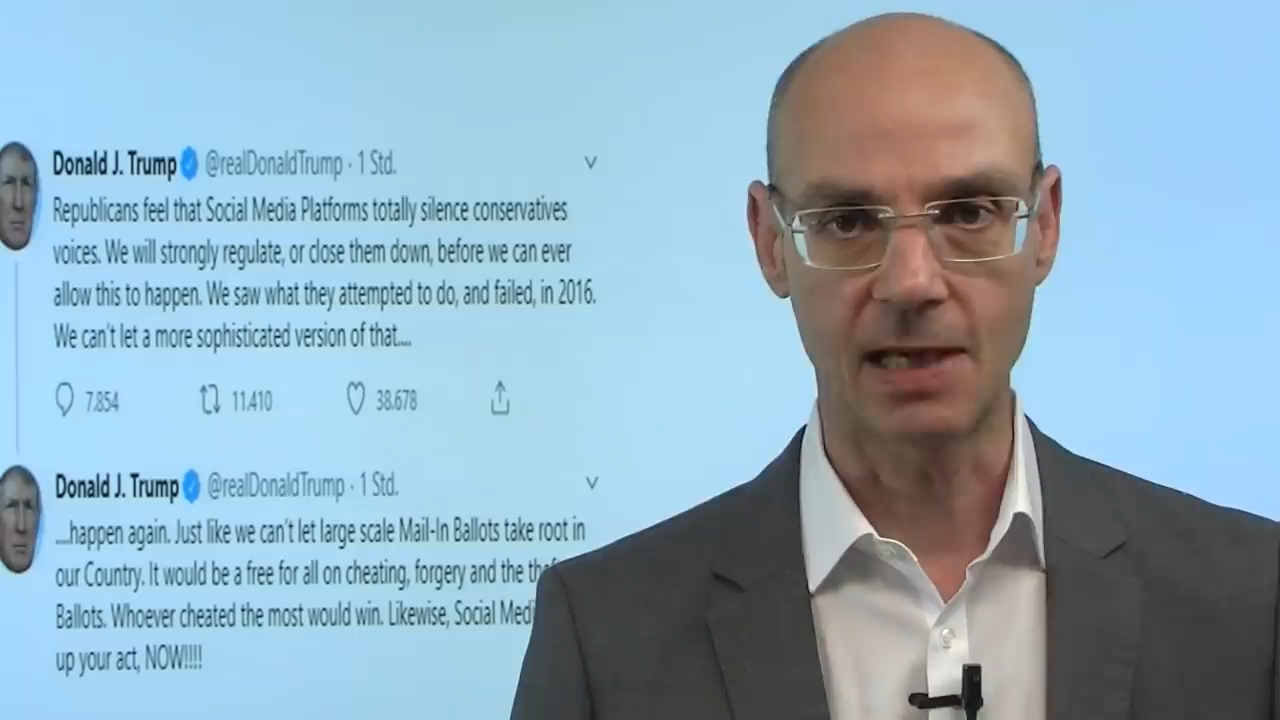 Donald J. Trump @realDonaldTrump · 1 Std.
Republicans feel that Social Media Platforms totally silence conservatives
voices. We will strongly regulate, or close them down, before we can ever
allow this to happen. We saw what they attempted to do, and failed, in 2016.
We can't let a more sophisticated version of that....
7.854 11.410 38.678
Donald J. Trump @realDonaldTrump · 1 Std.
....happen again. Just like we can't let large scale Mail-In Ballots take root in
our Country. It would be a free for all on cheating, forgery and the
Ballots. Whoever cheated the most would win. Likewise, Social
up your act, NOW!!!!